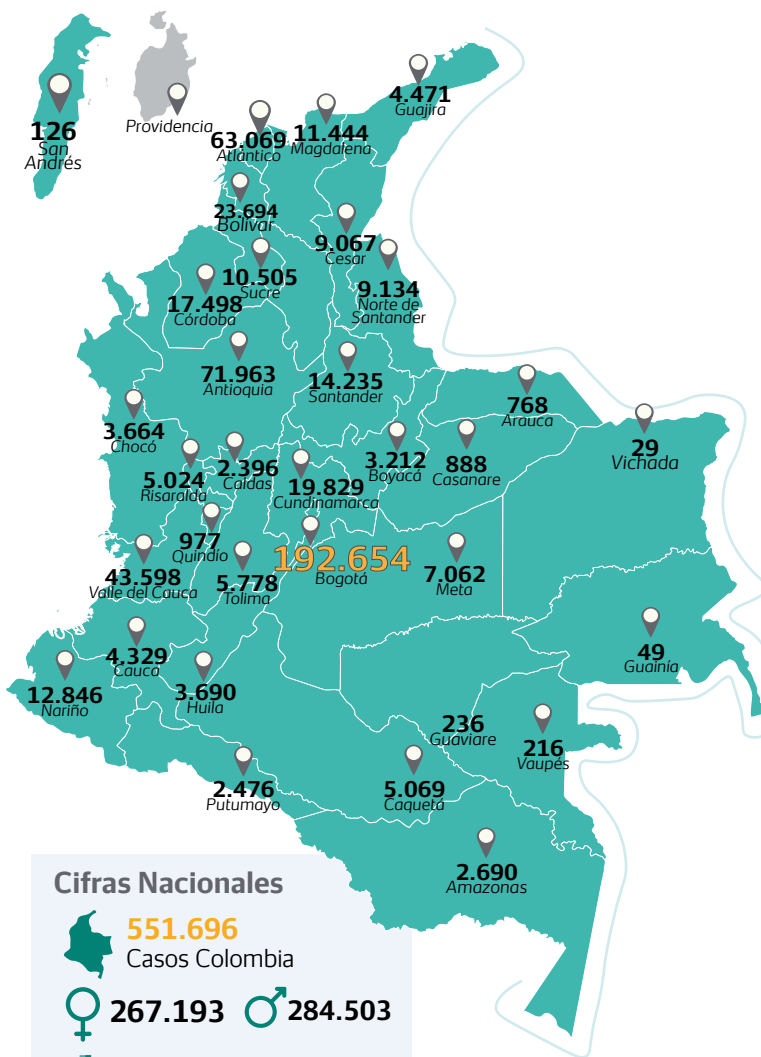 4.471
Guajira
126
San
Andrés
Providencia
63.069
Atlántico
11.444
Magdalena
23.694
Bolívar
9.067
Cesar
10.505
Sucre
9.134
Norte de
Santander
17.498
Córdoba
71.963
Antioquia
14.235
Santander
768
Arauca
3.664
Chocó
29
Vichada
5.024
Risaralda
2.396
Caldas
19.829
Cundinamarca
3.212
Boyacá
888
Casanare
977
Quindío
192.654
Bogotá
43.598
Valle del Cauca
5.778
Tolima
7.062
Meta
4.329
Cauca
49
Guainía
12.846
Nariño
3.690
Huila
236
Guaviare
216
Vaupés
2.476
Putumayo
5.069
Caquetá
2.690
Amazonas
Cifras Nacionales
551.696
Casos Colombia
267.193 284.503